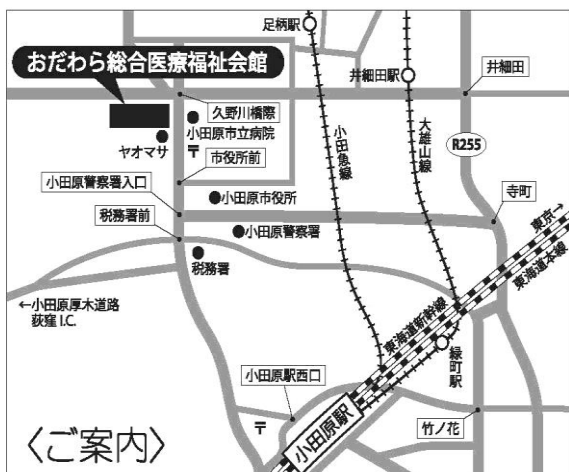 足柄駅
おだわら総合医療福祉会館
井細田駅
井細田
久野川橋際
小田原市立病院
〒
ヤオマサ
市役所前
小田急線
大雄山線
R255
小田原警察署入口
小田原市役所
寺町
税務署前
小田原警察署
東京→
東海道本線
税務署
←小田原厚木道路
荻窪 I.C.
東海道新幹線
緑町駅
小田原駅西口
〒
小田原駅
竹ノ花
〈ご案内〉